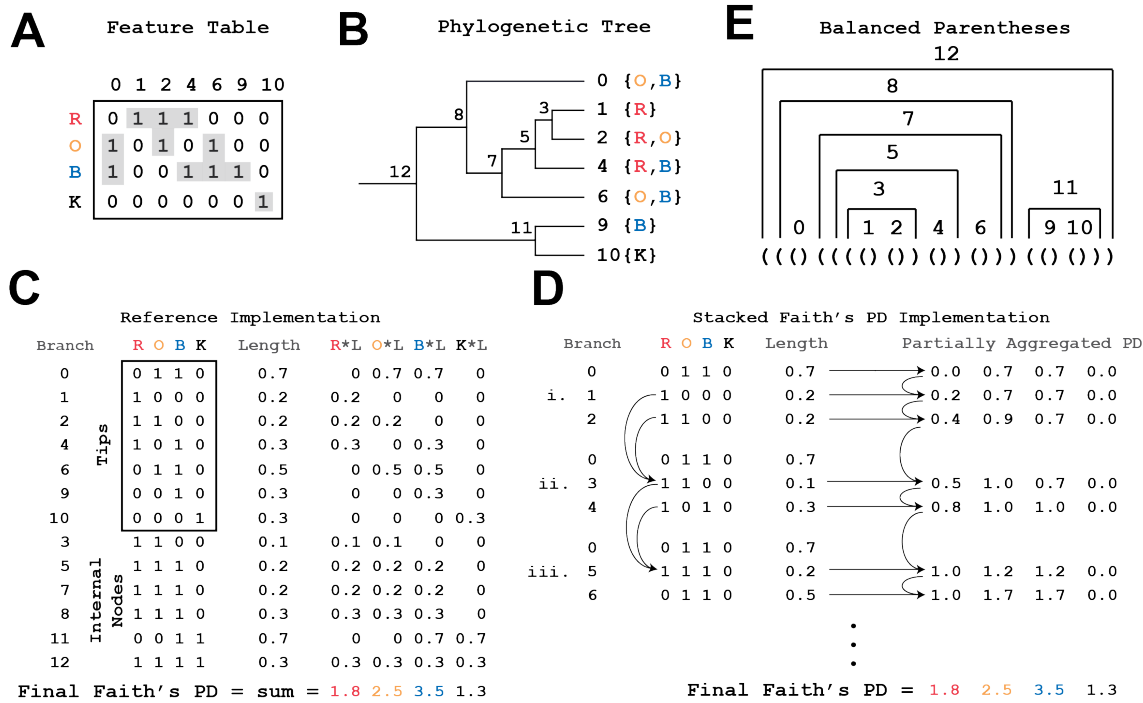 A
Feature Table
0 1 2 4 6 9 10
R 0 1 1 1 0 0 0
O 1 0 1 0 1 0 0
B 1 0 0 1 1 1 0
K 0 0 0 0 0 0 1
B
Phylogenetic Tree
0 {O,B}
3 1 {R}
8 2 {R,O}
5 4 {R,B}
7 6 {O,B}
12 9 {B}
11 10{K}
E
Balanced Parentheses
12
8
7
5
3 11
0 1 2 4 6 9 10
((() (((() ()) ()) ())) (() ()))
C
Reference Implementation
Branch R O B K Length R*L O*L B*L K*L
Tips
0 0 1 1 0 0.7 0 0.7 0.7 0
1 1 0 0 0 0.2 0.2 0 0 0
2 1 1 0 0 0.2 0.2 0.2 0 0
4 1 0 1 0 0.3 0.3 0 0.3 0
6 0 1 1 0 0.5 0 0.5 0.5 0
9 0 0 1 0 0.3 0 0 0.3 0
10 0 0 0 1 0.3 0 0 0 0.3
Internal
Nodes
3 1 1 0 0 0.1 0.1 0.1 0 0
5 1 1 1 0 0.2 0.2 0.2 0.2 0
7 1 1 1 0 0.2 0.2 0.2 0.2 0
8 1 1 1 0 0.3 0.3 0.3 0.3 0
11 0 0 1 1 0.7 0 0 0.7 0.7
12 1 1 1 1 0.3 0.3 0.3 0.3 0.3
Final Faith's PD = sum = 1.8 2.5 3.5 1.3
D
Stacked Faith's PD Implementation
Branch R O B K Length Partially Aggregated PD
0 0 1 1 0 0.7 0.0 0.7 0.7 0.0
i. 1 1 0 0 0 0.2 0.2 0.7 0.7 0.0
2 1 1 0 0 0.2 0.4 0.9 0.7 0.0
0 0 1 1 0 0.7
ii. 3 1 1 0 0 0.1 0.5 1.0 0.7 0.0
4 1 0 1 0 0.3 0.8 1.0 1.0 0.0
0 0 1 1 0 0.7
iii. 5 1 1 1 0 0.2 1.0 1.2 1.2 0.0
6 0 1 1 0 0.5 1.0 1.7 1.7 0.0
Final Faith's PD = 1.8 2.5 3.5 1.3